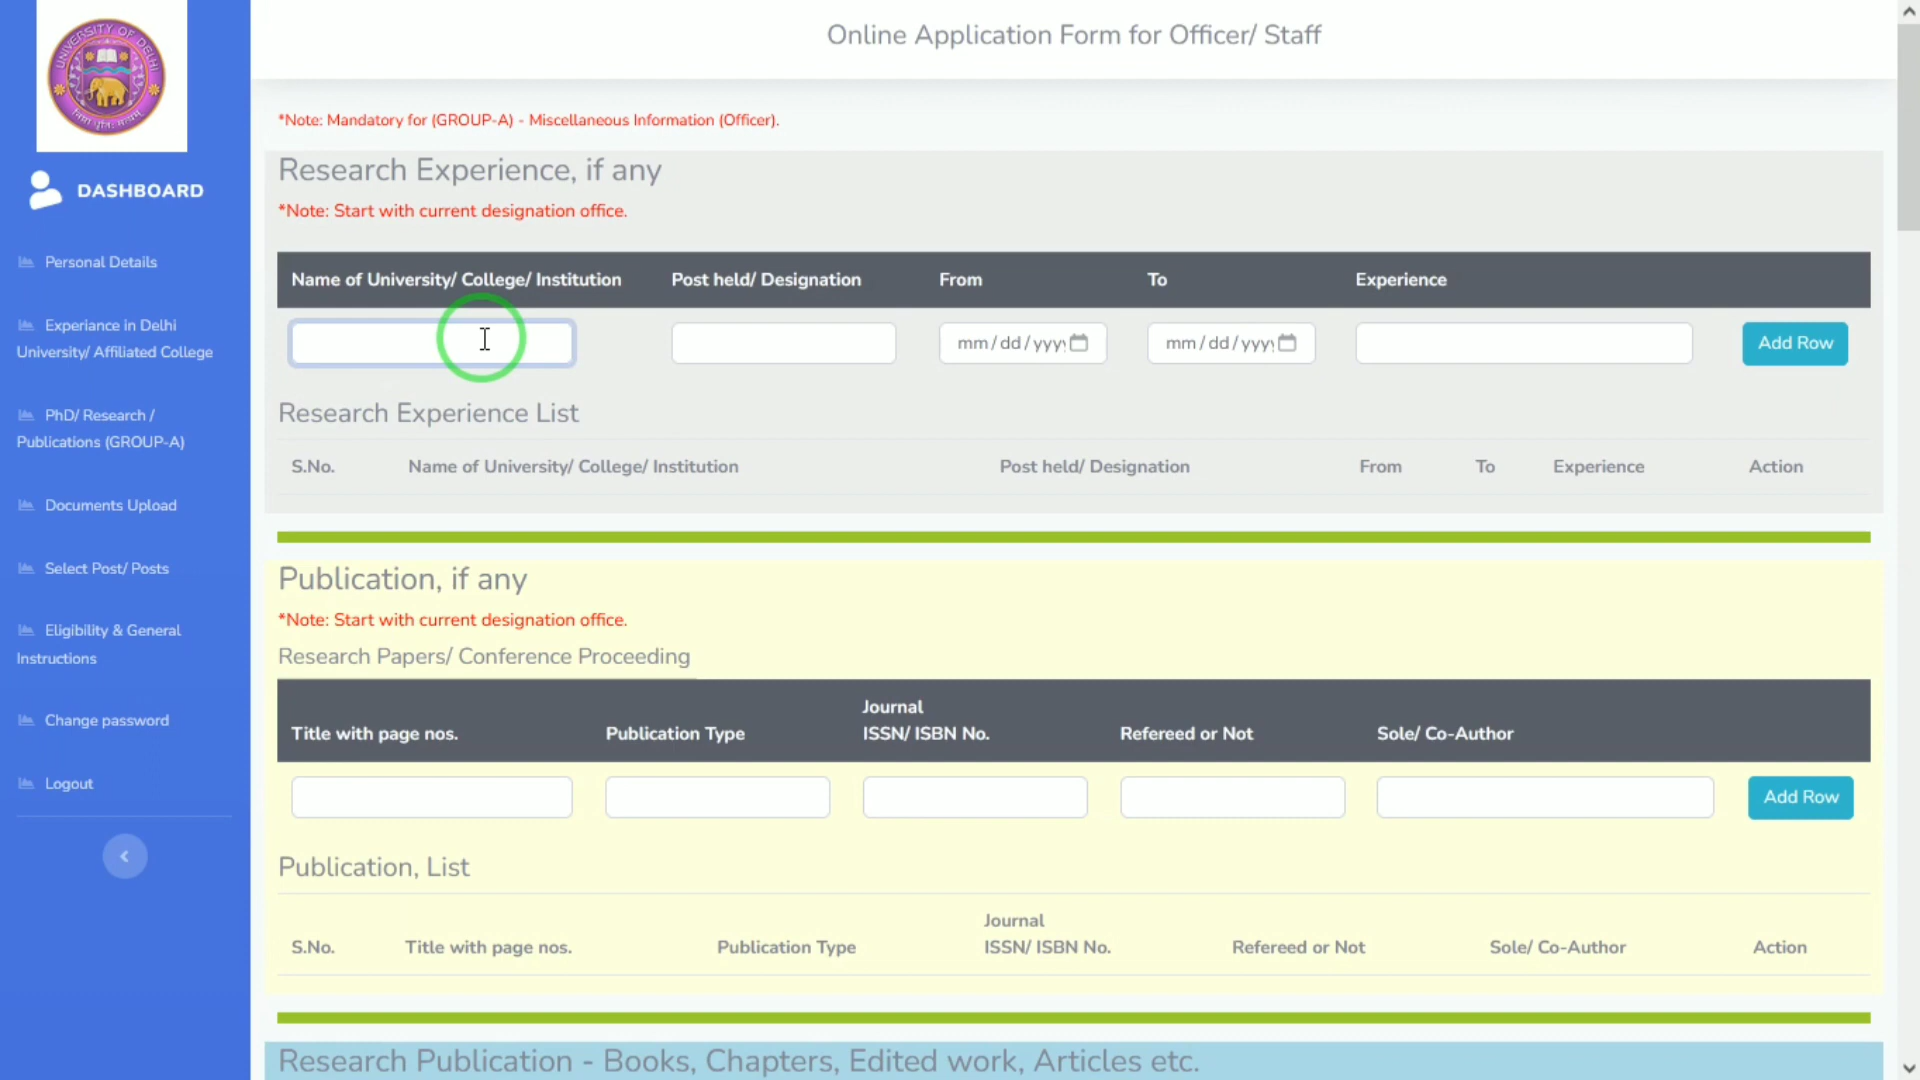 UNIVERSITY OF DELHI
Online Application Form for Officer/ Staff
DASHBOARD
Personal Details
Experiance in Delhi
University/ Affiliated College
PhD/ Research /
Publications (GROUP-A)
Documents Upload
Select Post/ Posts
Eligibility & General
Instructions
Change password
Logout
*Note: Mandatory for (GROUP-A) - Miscellaneous Information (Officer).
Research Experience, if any
*Note: Start with current designation office.
Name of University/ College/ Institution Post held/ Designation From To Experience
mm/dd/yyyy mm/dd/yyyy Add Row
Research Experience List
S.No. Name of University/ College/ Institution Post held/ Designation From To Experience Action
Publication, if any
*Note: Start with current designation office.
Research Papers/ Conference Proceeding
Journal
Title with page nos. Publication Type ISSN/ ISBN No. Refereed or Not Sole/ Co-Author
Add Row
Publication, List
Journal
S.No. Title with page nos. Publication Type ISSN/ ISBN No. Refereed or Not Sole/ Co-Author Action
Research Publication - Books, Chapters, Edited work, Articles etc.